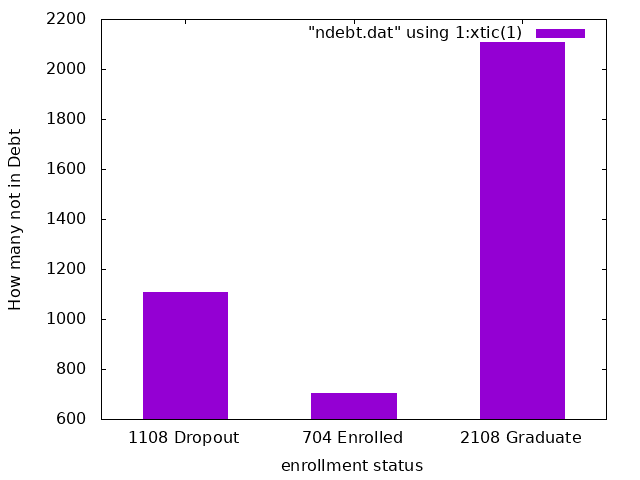 2200
2000
1800
1600
1400
1200
1000
800
600
How many not in Debt
"ndebt.dat" using 1:xtic(1)
1108 Dropout
704 Enrolled
2108 Graduate
enrollment status